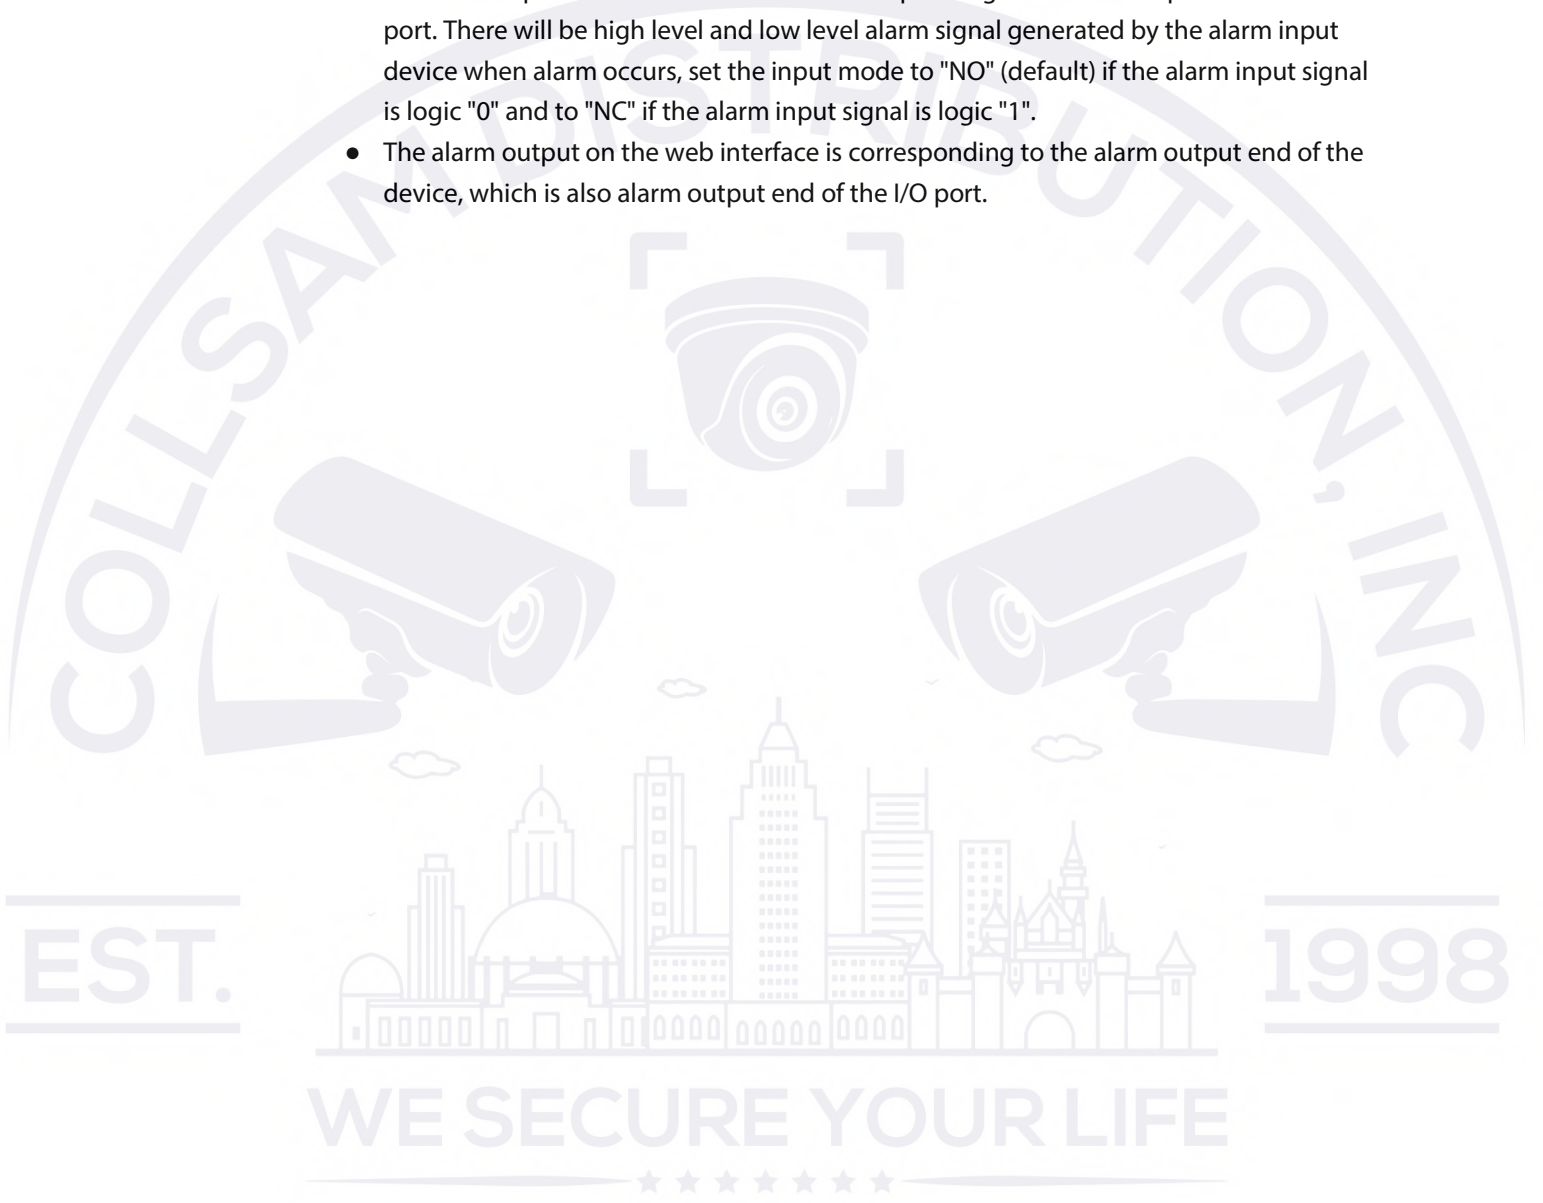 port. There will be high level and low level alarm signal generated by the alarm input
device when alarm occurs, set the input mode to "NO" (default) if the alarm input signal
is logic "0" and to "NC" if the alarm input signal is logic "1".
● The alarm output on the web interface is corresponding to the alarm output end of the
device, which is also alarm output end of the I/O port.
COLLSAM DISTRIBUTION, INC
EST.
1998
WE SECURE YOUR LIFE